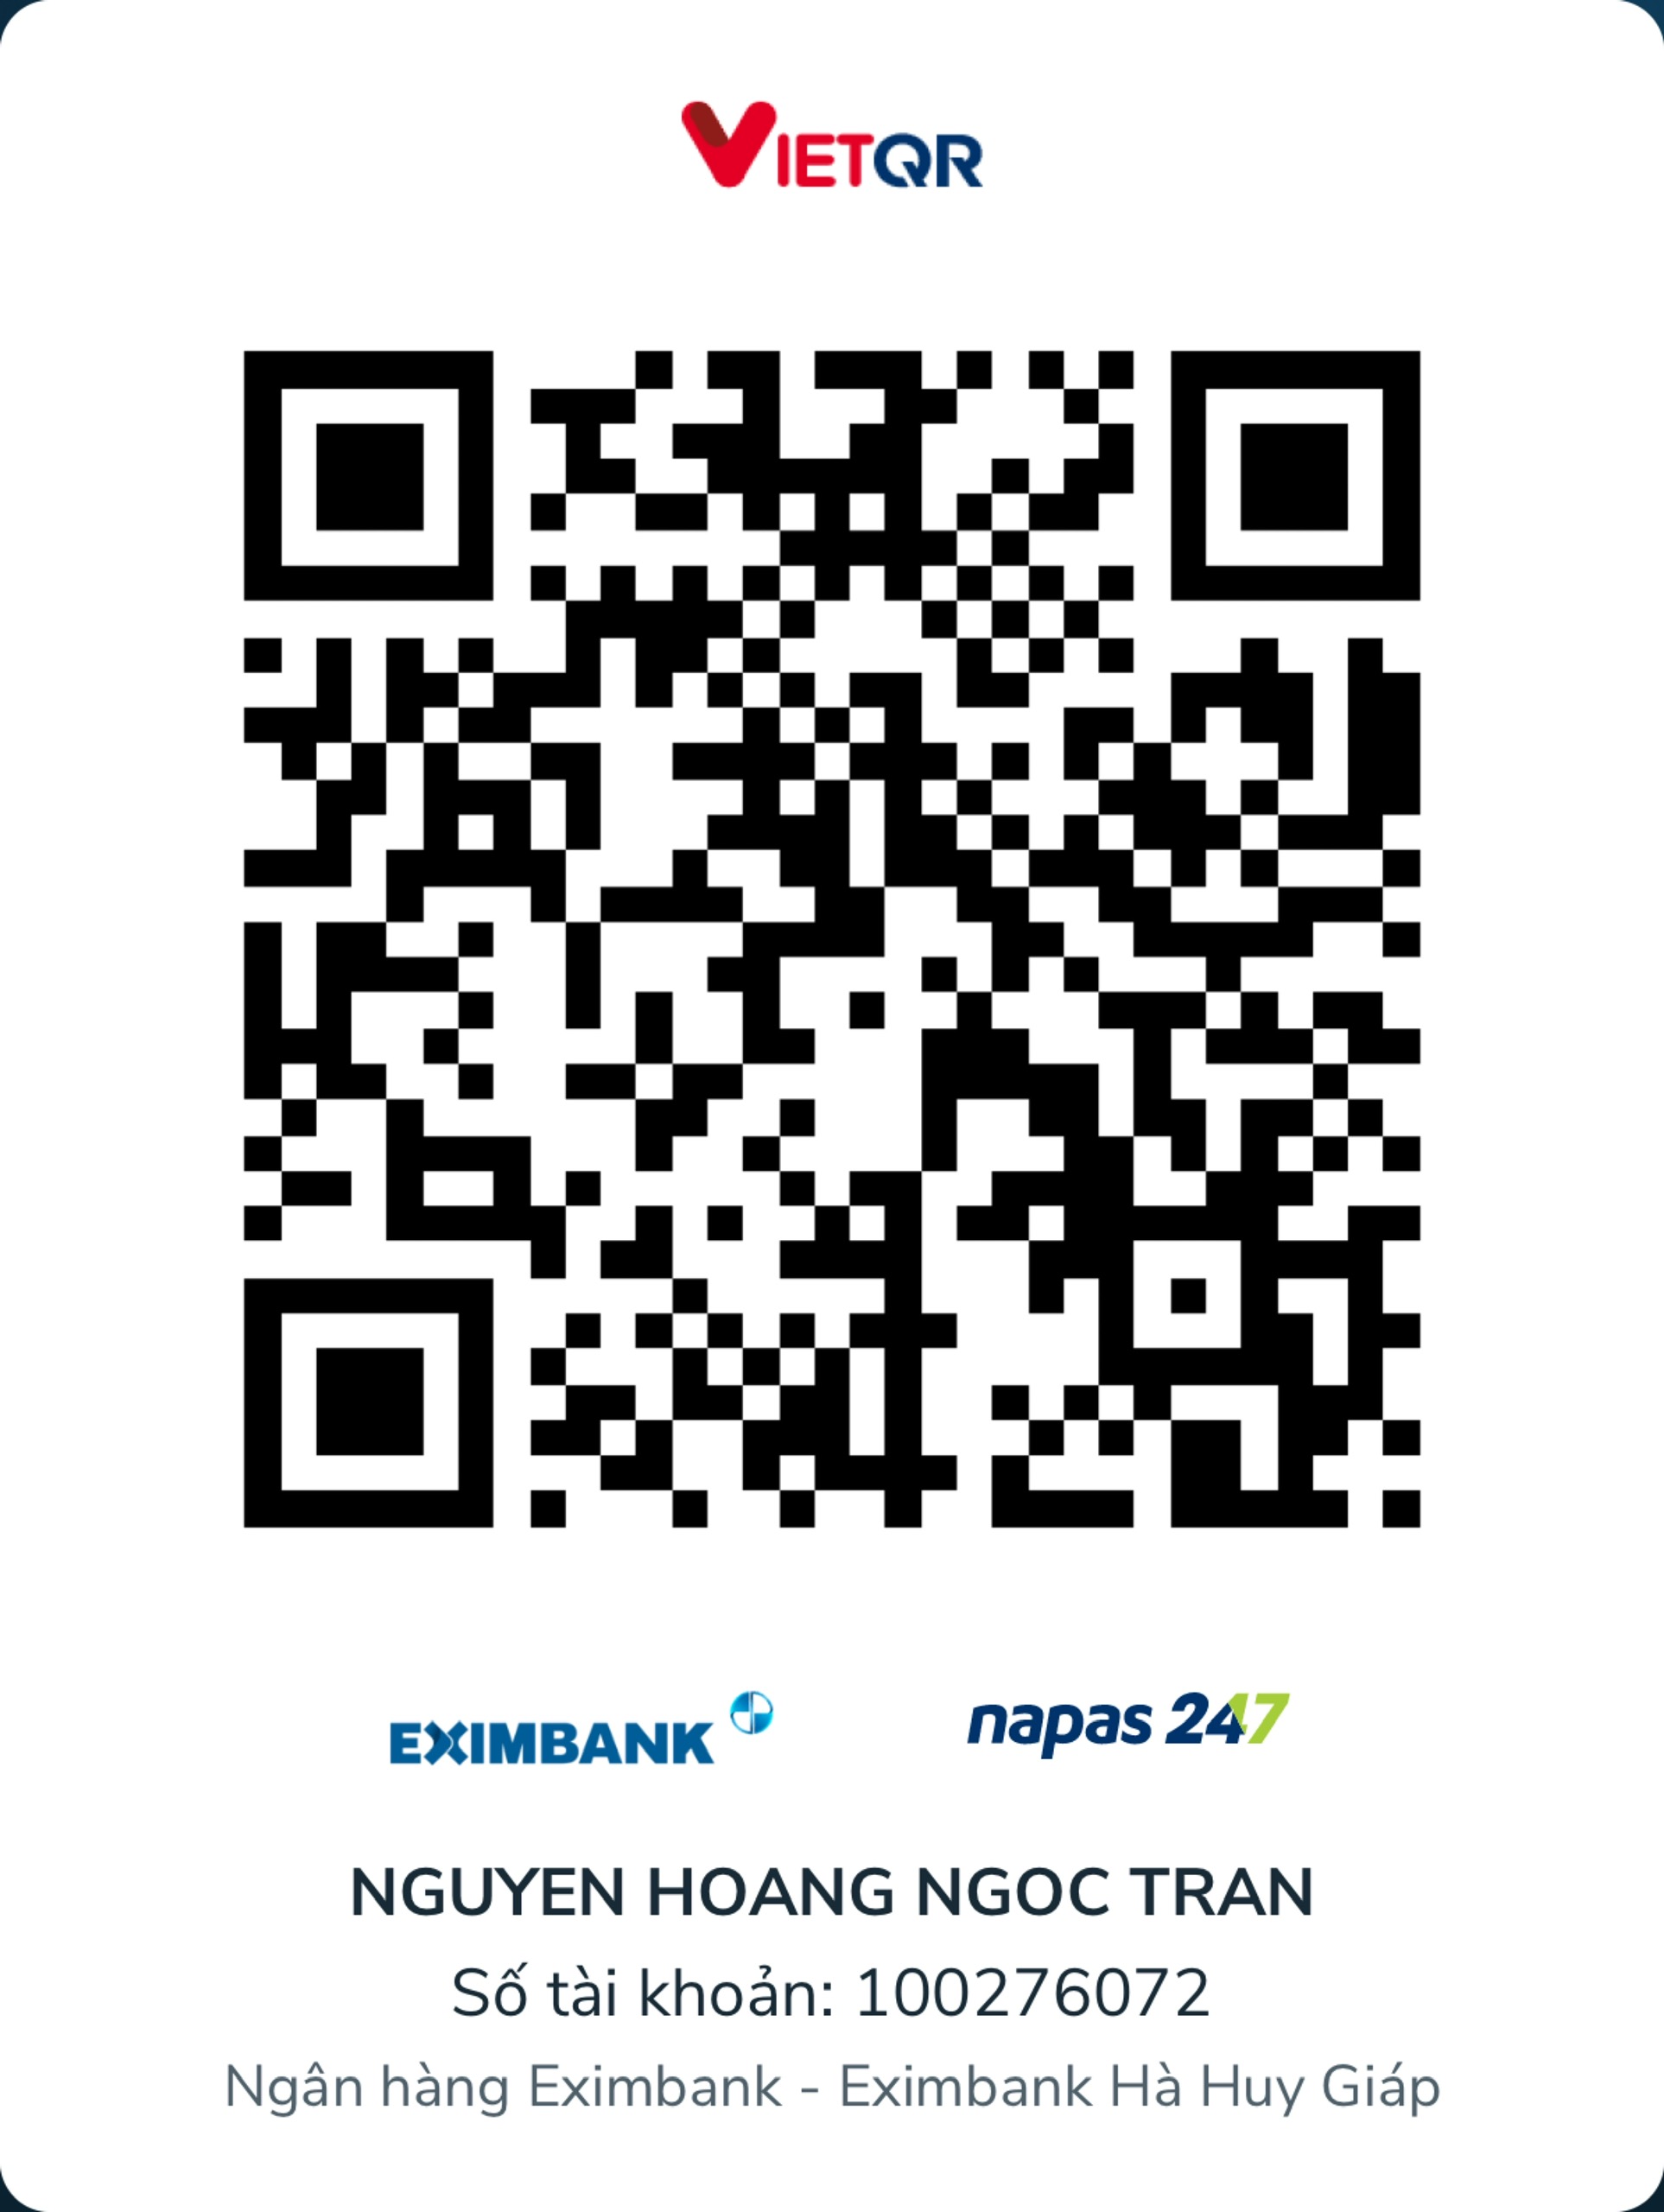 VIETQR
EXIMBANK
napas 247
NGUYEN HOANG NGOC TRAN
Số tài khoản: 100276072
Ngân hàng Eximbank - Eximbank Hà Huy Giáp